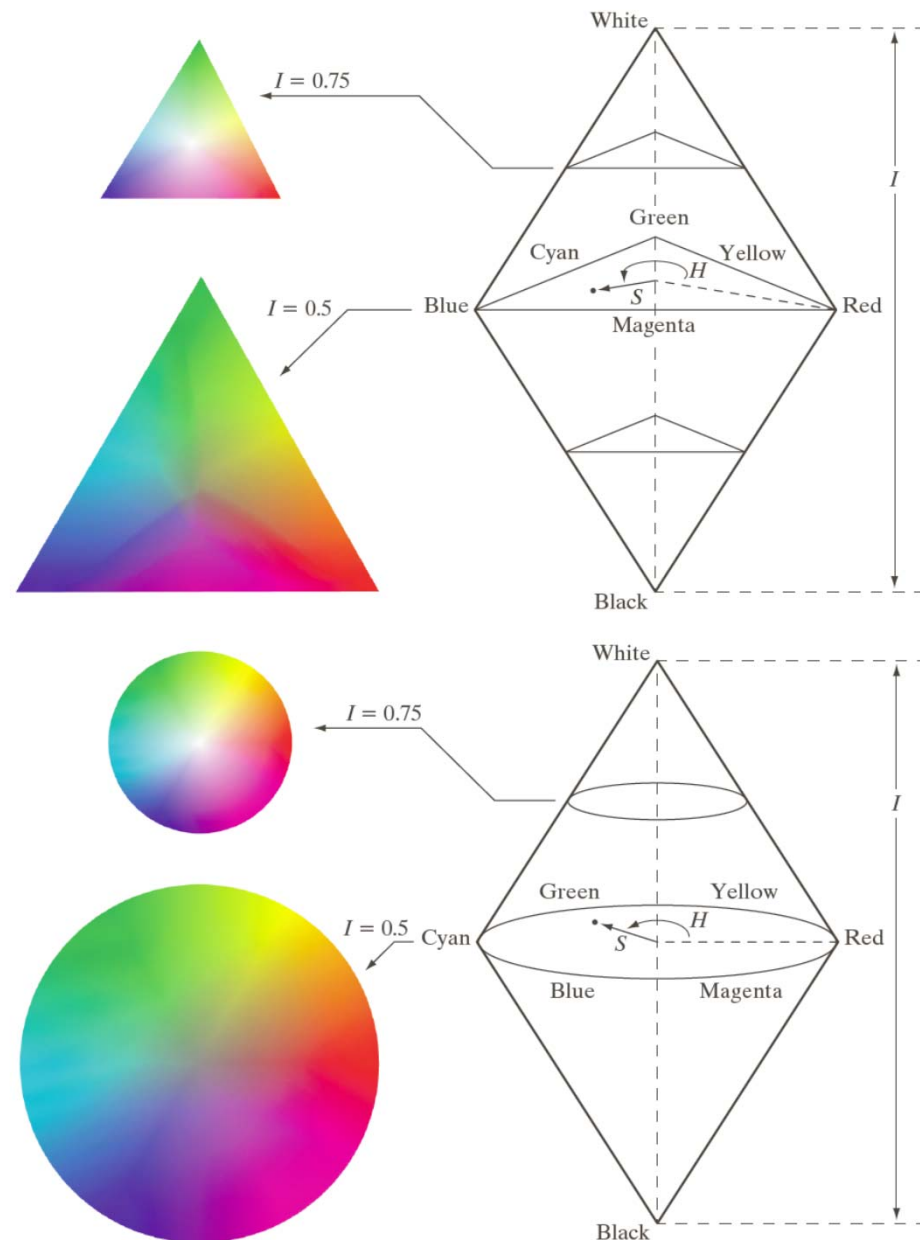 White
I = 0.75
I
Green
Cyan
Yellow
H
S
I = 0.5
Blue
Red
Magenta
Black
White
I = 0.75
I
Green
Yellow
H
I = 0.5
Cyan
S
Red
Blue
Magenta
Black